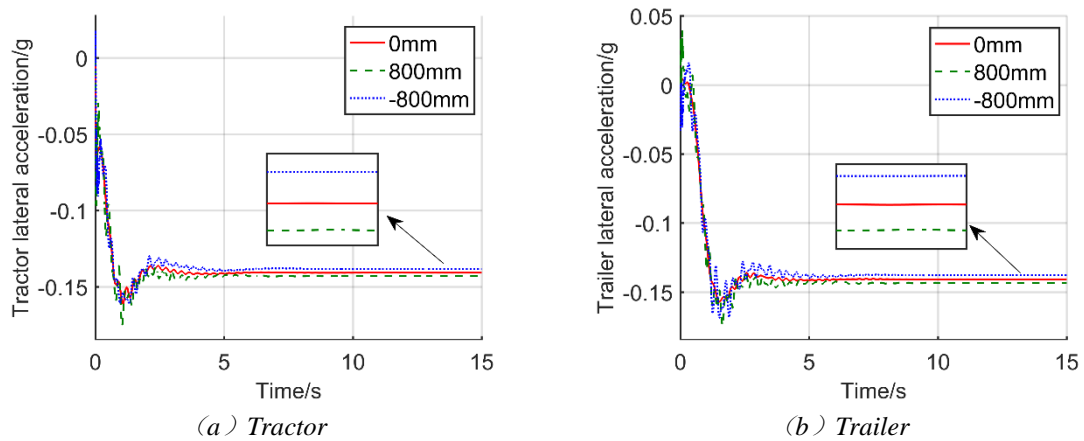 0
-0.05
-0.1
-0.15
Tractor lateral acceleration/g
0mm
800mm
-800mm
0
5
10
15
Time/s
（a）Tractor
0.05
0
-0.05
-0.1
-0.15
Trailer lateral acceleration/g
0mm
800mm
-800mm
0
5
10
15
Time/s
（b）Trailer